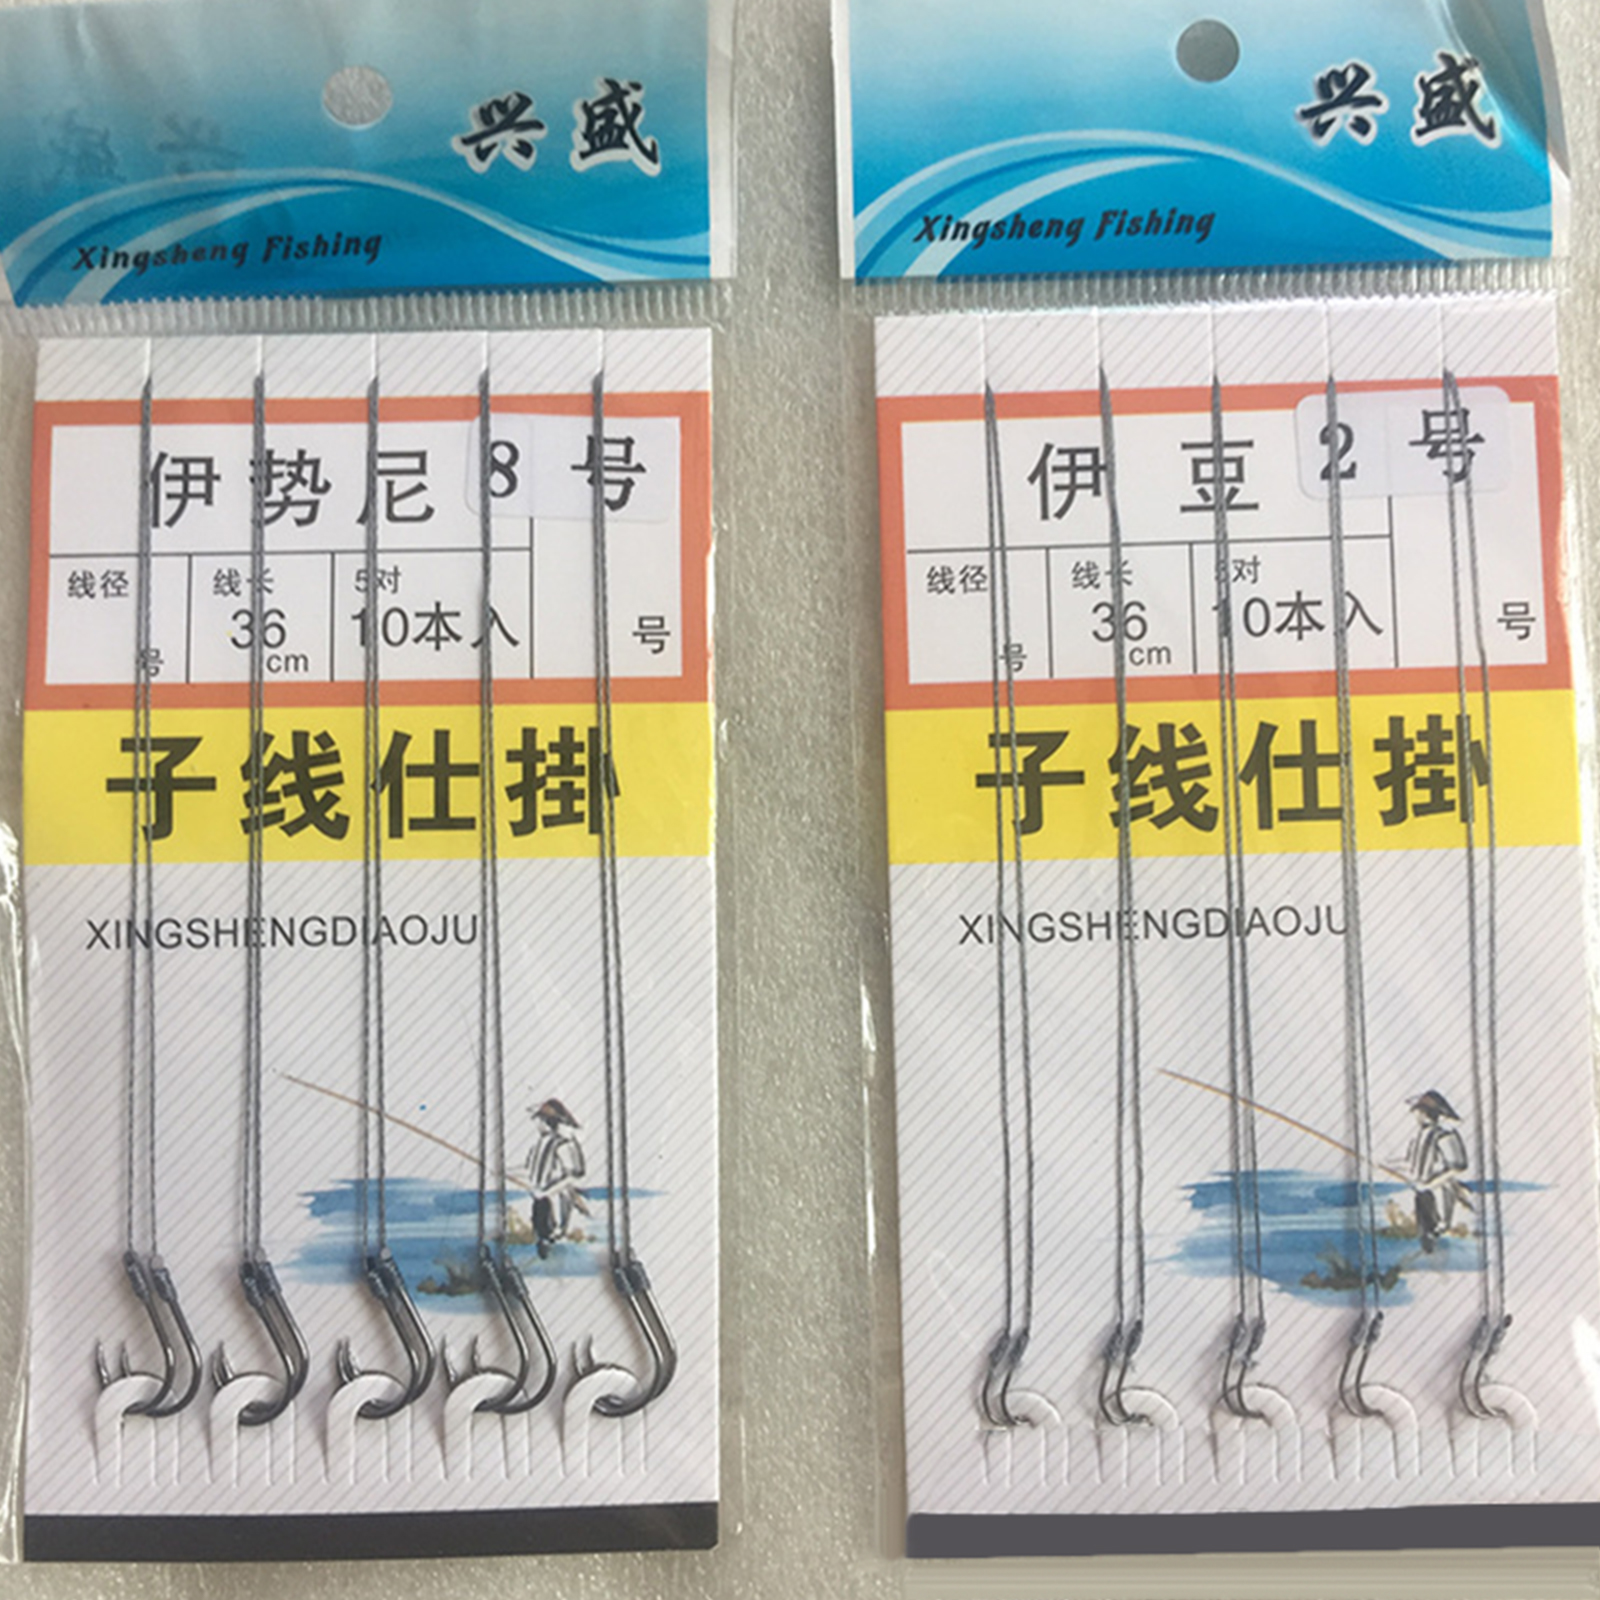 兴盛
Xingsheng Fishing
伊势尼 8 号
线径 号
线长 36 cm
5对 10本入
号
子线仕掛
XINGSHENGDIAOJU
兴盛
Xingsheng Fishing
伊豆 2 号
线径 号
线长 36 cm
5对 10本入
号
子线仕掛
XINGSHENGDIAOJU